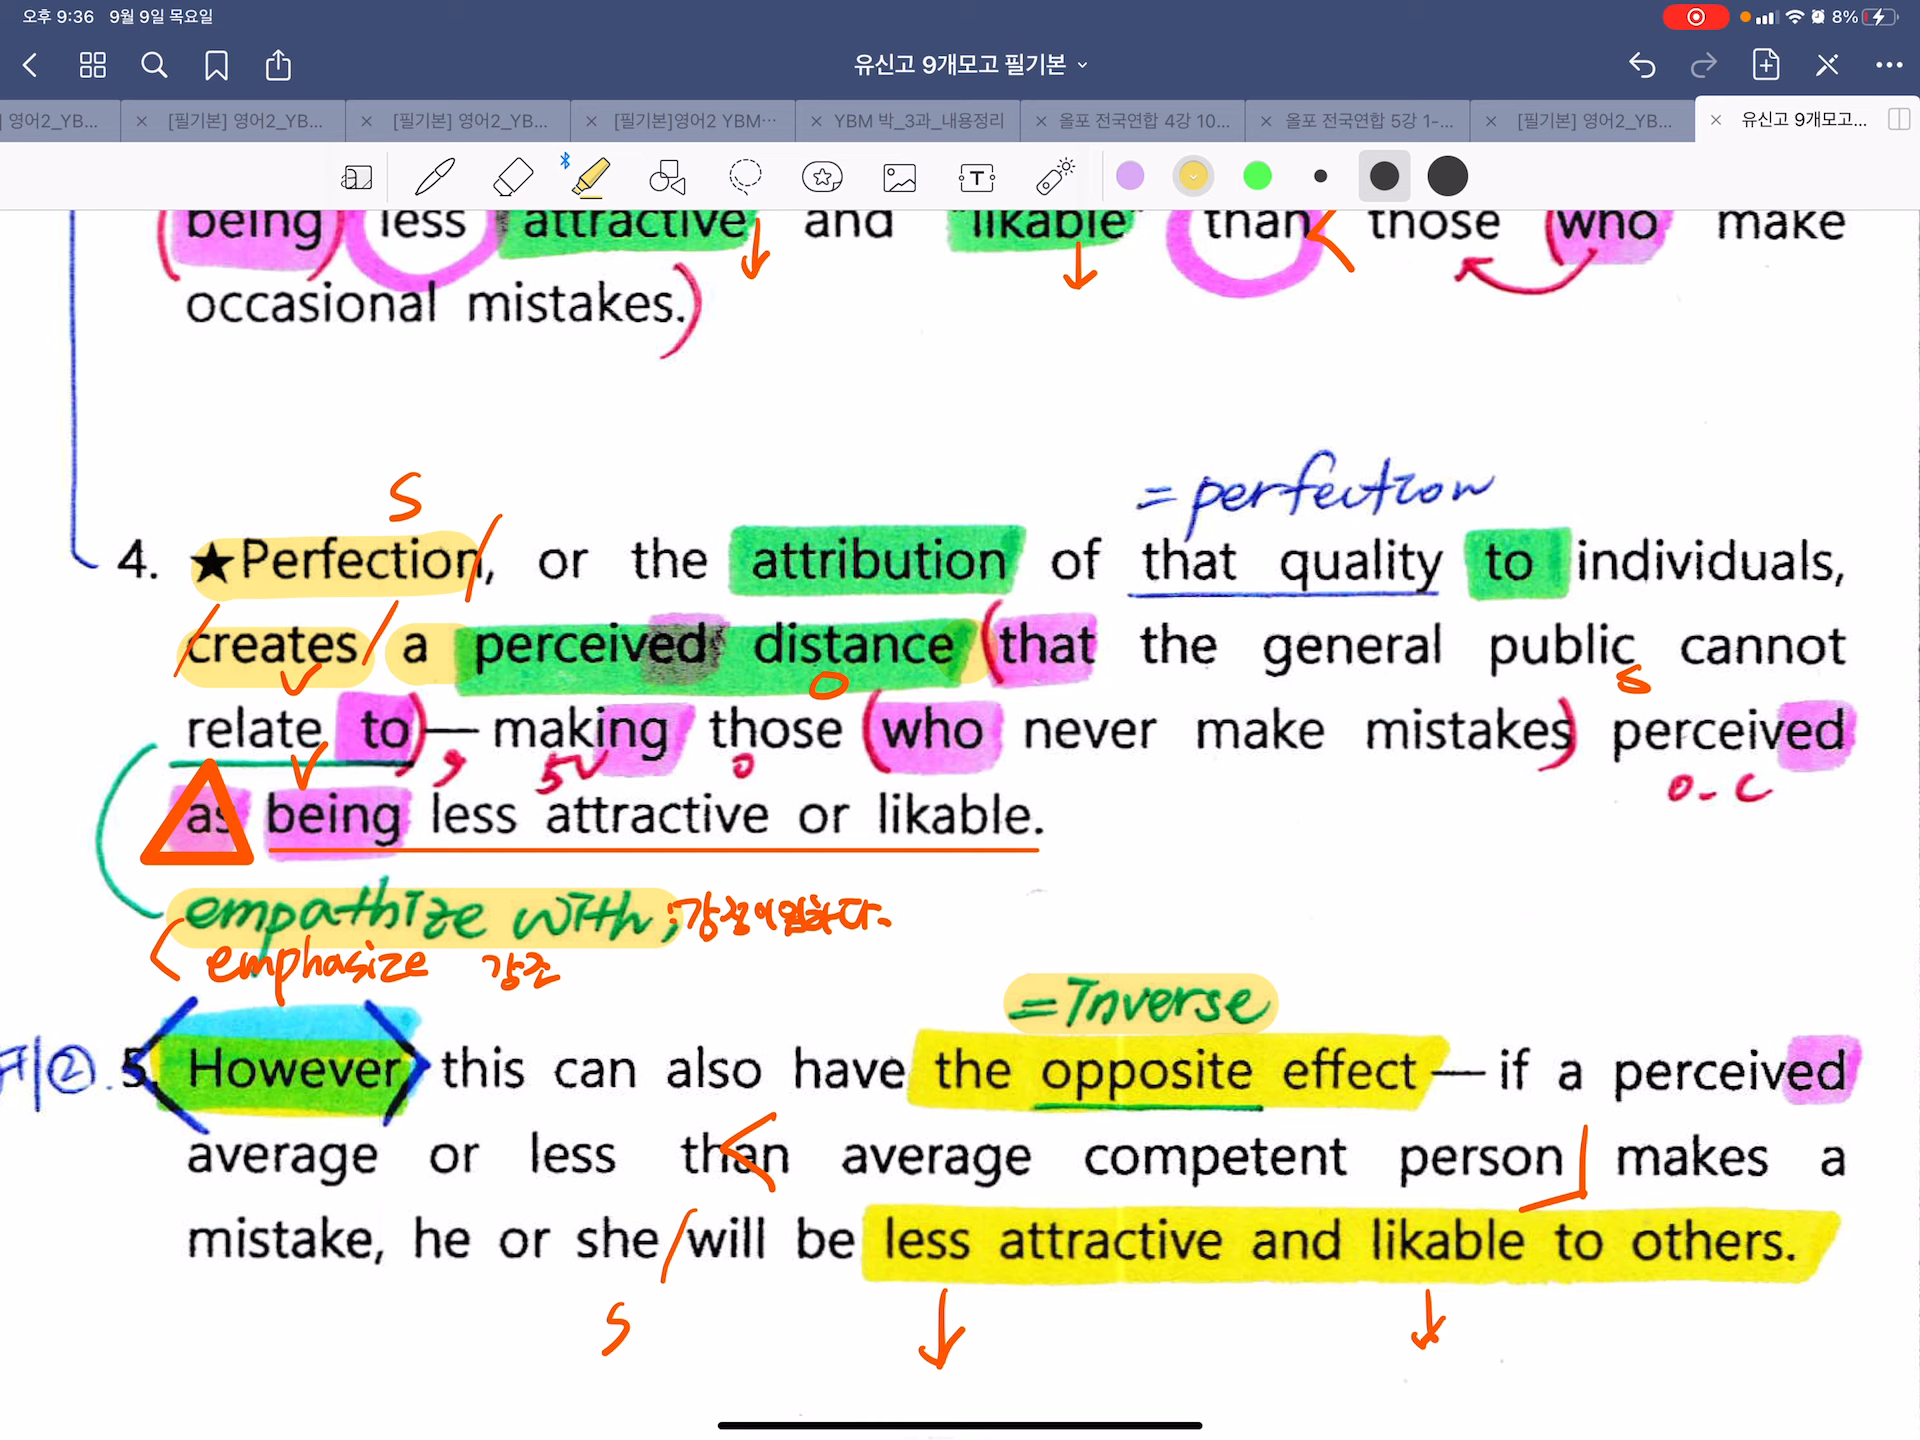 오후 9:36 9월 9일 목요일
8%
유신고 9개모고 필기본
영어2_YB...
× [필기본] 영어2_YB...
× [필기본] 영어2_YB...
× [필기본]영어2 YBM...
× YBM 박_3과_내용정리
× 올포 전국연합 4강 10...
× 올포 전국연합 5강 1-...
× [필기본] 영어2_YB...
× 유신고 9개모고...
being less attractive and likable than those who make
occasional mistakes.
S
= perfection
4. ★Perfection, or the attribution of that quality to individuals,
creates a perceived distance (that the general public cannot
V O S
relate to) — making those (who never make mistakes) perceived
V 5V O O-C
as being less attractive or likable.
empathize with ; 감정이입하다.
< emphasize 강조
= Inverse
② 5. However, this can also have the opposite effect — if a perceived
average or less than average competent person makes a
mistake, he or she will be less attractive and likable to others.
S